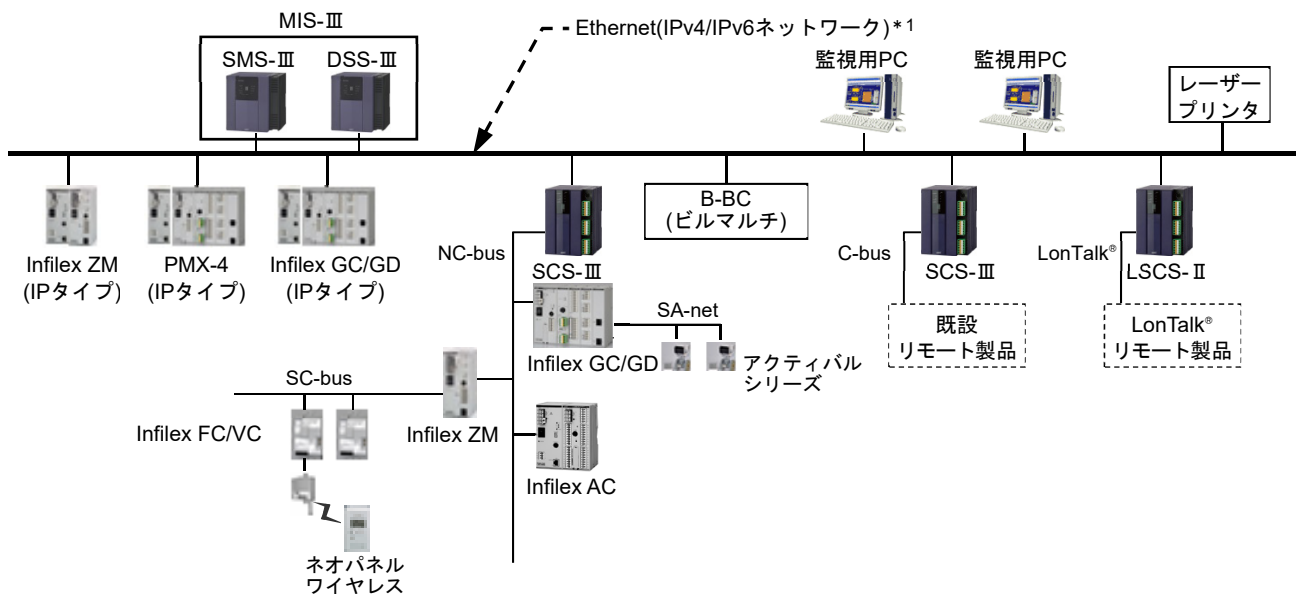 MIS-Ⅲ
SMS-Ⅲ
DSS-Ⅲ
Ethernet(IPv4/IPv6ネットワーク)*1
監視用PC
監視用PC
レーザー
プリンタ
Infilex ZM
(IPタイプ)
PMX-4
(IPタイプ)
Infilex GC/GD
(IPタイプ)
NC-bus
SCS-Ⅲ
B-BC
(ビルマルチ)
C-bus
SCS-Ⅲ
LonTalk®
LSCS-Ⅱ
既設
リモート製品
LonTalk®
リモート製品
Infilex GC/GD
SA-net
アクティバル
シリーズ
SC-bus
Infilex FC/VC
Infilex ZM
Infilex AC
ネオパネル
ワイヤレス